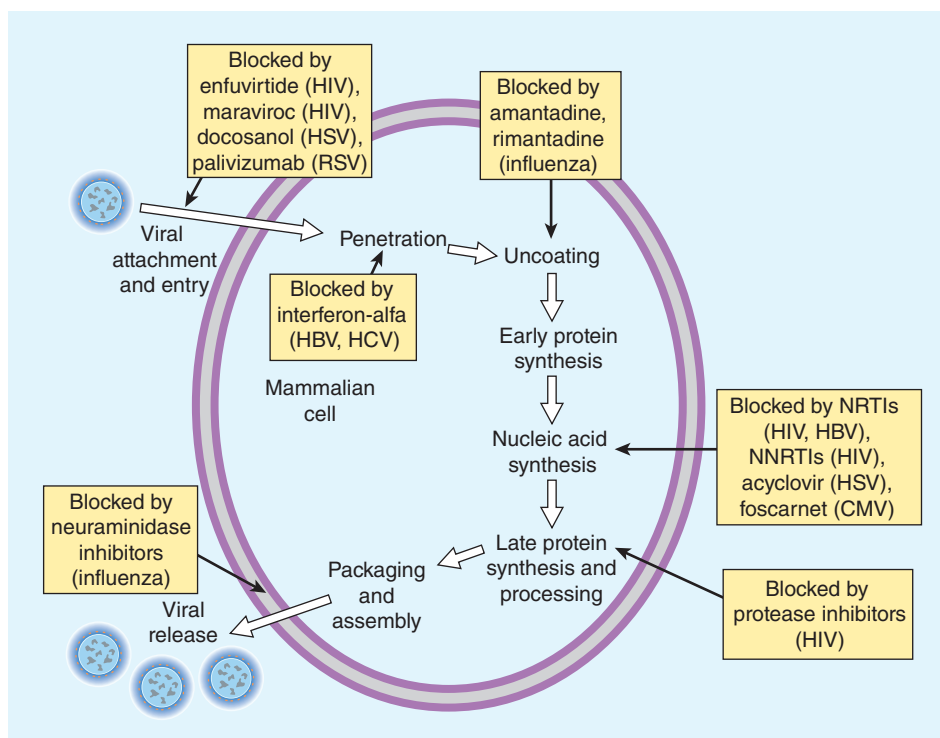 Blocked by
enfuvirtide (HIV),
maraviroc (HIV),
docosanol (HSV),
palivizumab (RSV)
Blocked by
amantadine,
rimantadine
(influenza)
Viral
attachment
and entry
Penetration
Uncoating
Blocked by
interferon-alfa
(HBV, HCV)
Early protein
synthesis
Mammalian
cell
Nucleic acid
synthesis
Blocked by NRTIs
(HIV, HBV),
NNRTIs (HIV),
acyclovir (HSV),
foscarnet (CMV)
Blocked by
neuraminidase
inhibitors
(influenza)
Late protein
synthesis and
processing
Packaging
and
assembly
Blocked by
protease inhibitors
(HIV)
Viral
release